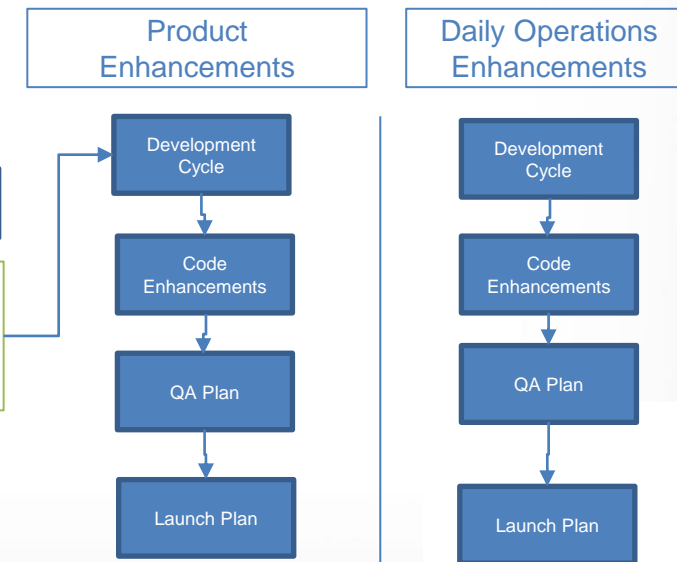 Product
Enhancements
Development
Cycle
Code
Enhancements
QA Plan
Launch Plan
Daily Operations
Enhancements
Development
Cycle
Code
Enhancements
QA Plan
Launch Plan